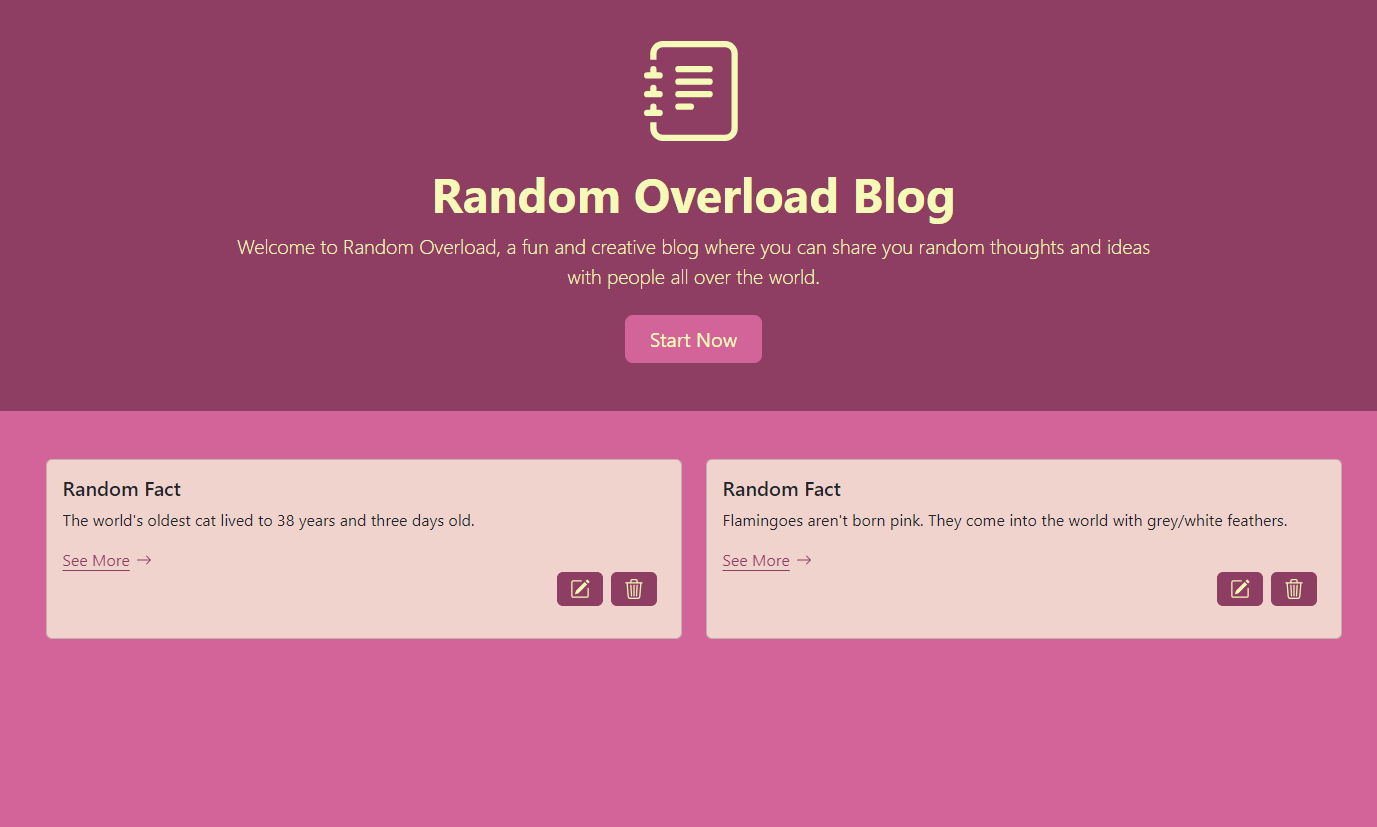 Random Overload Blog
Welcome to Random Overload, a fun and creative blog where you can share you random thoughts and ideas
with people all over the world.
Start Now
Random Fact
The world's oldest cat lived to 38 years and three days old.
See More →
Random Fact
Flamingoes aren't born pink. They come into the world with grey/white feathers.
See More →